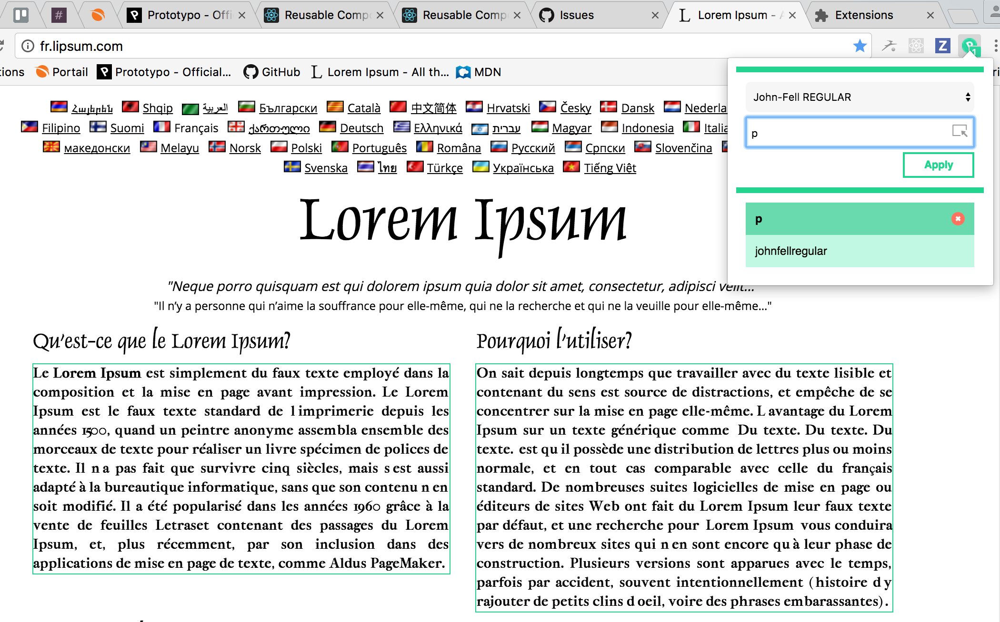 Prototypo - Offi
Reusable Comp
Reusable Comp
Issues
Lorem Ipsum - A
Extensions
fr.lipsum.com
Z
1
ions
Portail
Prototypo - Official...
GitHub
Lorem Ipsum - All th...
MDN
Հայերեն Shqip العربية Български Català 中文简体 Hrvatski Česky Dansk Nederla
Filipino Suomi Français ქართული Deutsch Ελληνικά עברית Magyar Indonesia Italia
македонски Melayu Norsk Polski Português Româna Русский Српски Slovenčina
Svenska ไทย Türkçe Українська Tiếng Việt
Lorem Ipsum
"Neque porro quisquam est qui dolorem ipsum quia dolor sit amet, consectetur, adipisci velit..."
"Il n’y a personne qui n’aime la souffrance pour elle-même, qui ne la recherche et qui ne la veuille pour elle-même..."
Qu'est-ce que le Lorem Ipsum?
Le Lorem Ipsum est simplement du faux texte employé dans la
composition et la mise en page avant impression. Le Lorem
Ipsum est le faux texte standard de l imprimerie depuis les
années 1500, quand un peintre anonyme assembla ensemble des
morceaux de texte pour réaliser un livre spécimen de polices de
texte. Il n a pas fait que survivre cinq siècles, mais s est aussi
adapté à la bureautique informatique, sans que son contenu n en
soit modifié. Il a été popularisé dans les années 1960 grâce à la
vente de feuilles Letraset contenant des passages du Lorem
Ipsum, et, plus récemment, par son inclusion dans des
applications de mise en page de texte, comme Aldus PageMaker.
Pourquoi l'utiliser?
On sait depuis longtemps que travailler avec du texte lisible et
contenant du sens est source de distractions, et empêche de se
concentrer sur la mise en page elle-même. L avantage du Lorem
Ipsum sur un texte générique comme Du texte. Du texte. Du
texte. est qu il possède une distribution de lettres plus ou moins
normale, et en tout cas comparable avec celle du français
standard. De nombreuses suites logicielles de mise en page ou
éditeurs de sites Web ont fait du Lorem Ipsum leur faux texte
par défaut, et une recherche pour Lorem Ipsum vous conduira
vers de nombreux sites qui n en sont encore qu à leur phase de
construction. Plusieurs versions sont apparues avec le temps,
parfois par accident, souvent intentionnellement (histoire d y
rajouter de petits clins d oeil, voire des phrases embarassantes).
John-Fell REGULAR
p
Apply
p
johnfellregular